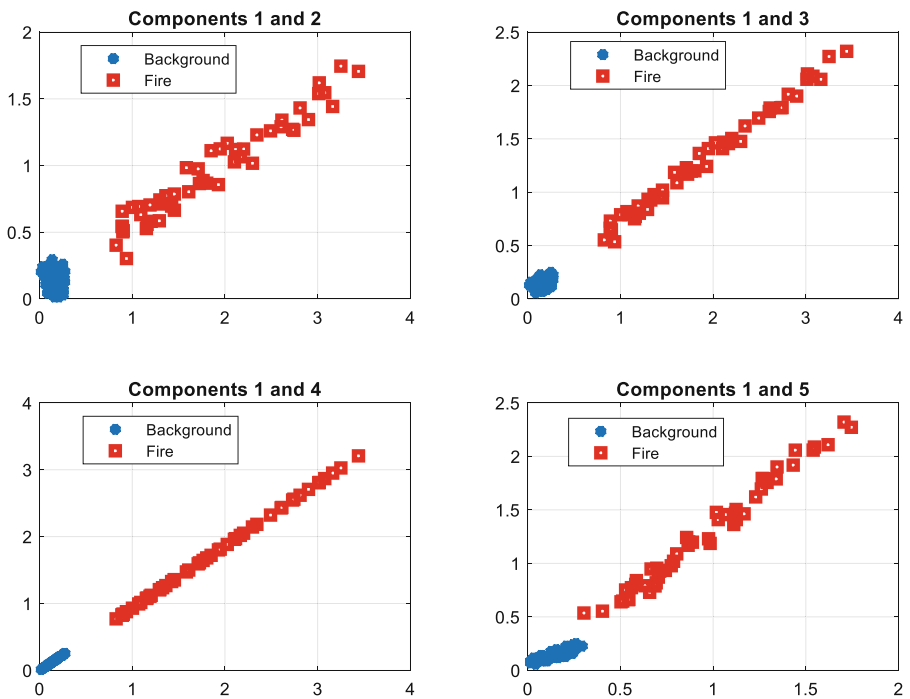 Components 1 and 2
2
1.5
1
0.5
0
0 1 2 3 4
Background
Fire
Components 1 and 3
2.5
2
1.5
1
0.5
0
0 1 2 3 4
Background
Fire
Components 1 and 4
4
3
2
1
0
0 1 2 3 4
Background
Fire
Components 1 and 5
2.5
2
1.5
1
0.5
0
0 0.5 1 1.5 2
Background
Fire